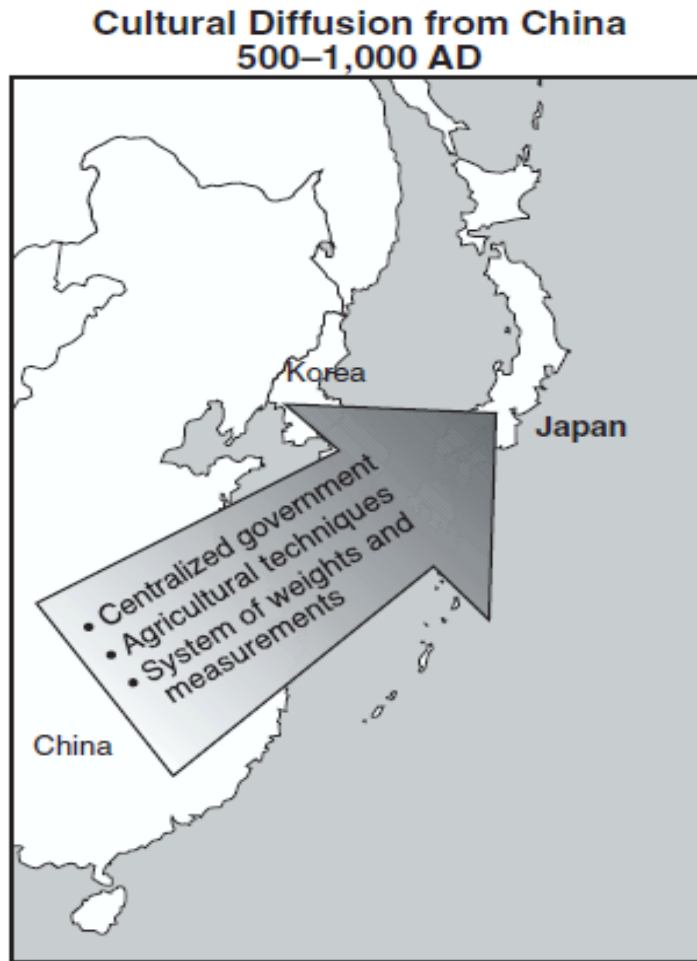 Cultural Diffusion from China
500–1,000 AD
Korea
Japan
• Centralized government
• Agricultural techniques
• System of weights and
measurements
China